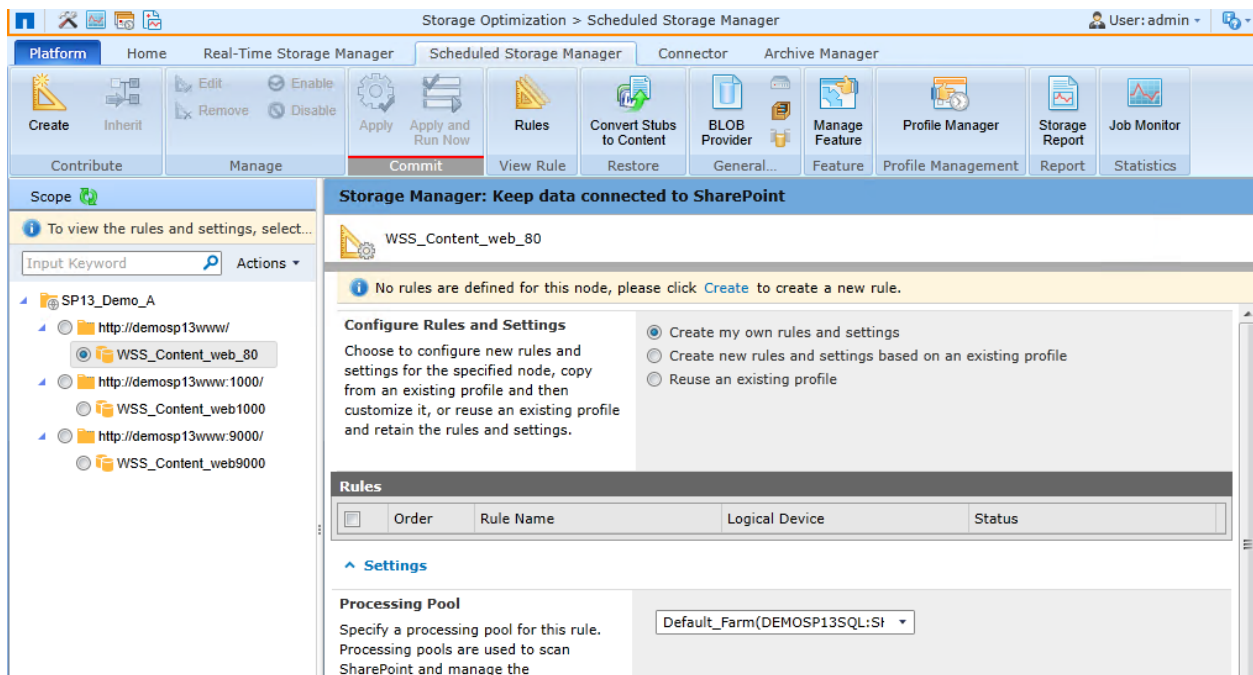 Storage Optimization > Scheduled Storage Manager
User: admin
Platform Home Real-Time Storage Manager Scheduled Storage Manager Connector Archive Manager
Create
Inherit
Edit
Remove
Enable
Disable
Apply
Apply and
Run Now
Rules
Convert Stubs
to Content
BLOB
Provider
Manage
Feature
Profile Manager
Storage
Report
Job Monitor
Contribute Manage Commit View Rule Restore General... Feature Profile Management Report Statistics
Scope
To view the rules and settings, select...
Input Keyword
Actions
SP13_Demo_A
http://demosp13www/
WSS_Content_web_80
http://demosp13www:1000/
WSS_Content_web1000
http://demosp13www:9000/
WSS_Content_web9000
Storage Manager: Keep data connected to SharePoint
WSS_Content_web_80
No rules are defined for this node, please click Create to create a new rule.
Configure Rules and Settings
Choose to configure new rules and
settings for the specified node, copy
from an existing profile and then
customize it, or reuse an existing profile
and retain the rules and settings.
Create my own rules and settings
Create new rules and settings based on an existing profile
Reuse an existing profile
Rules
Order Rule Name Logical Device Status
Settings
Processing Pool
Specify a processing pool for this rule.
Processing pools are used to scan
SharePoint and manage the
Default_Farm(DEMOSP13SQL:SH